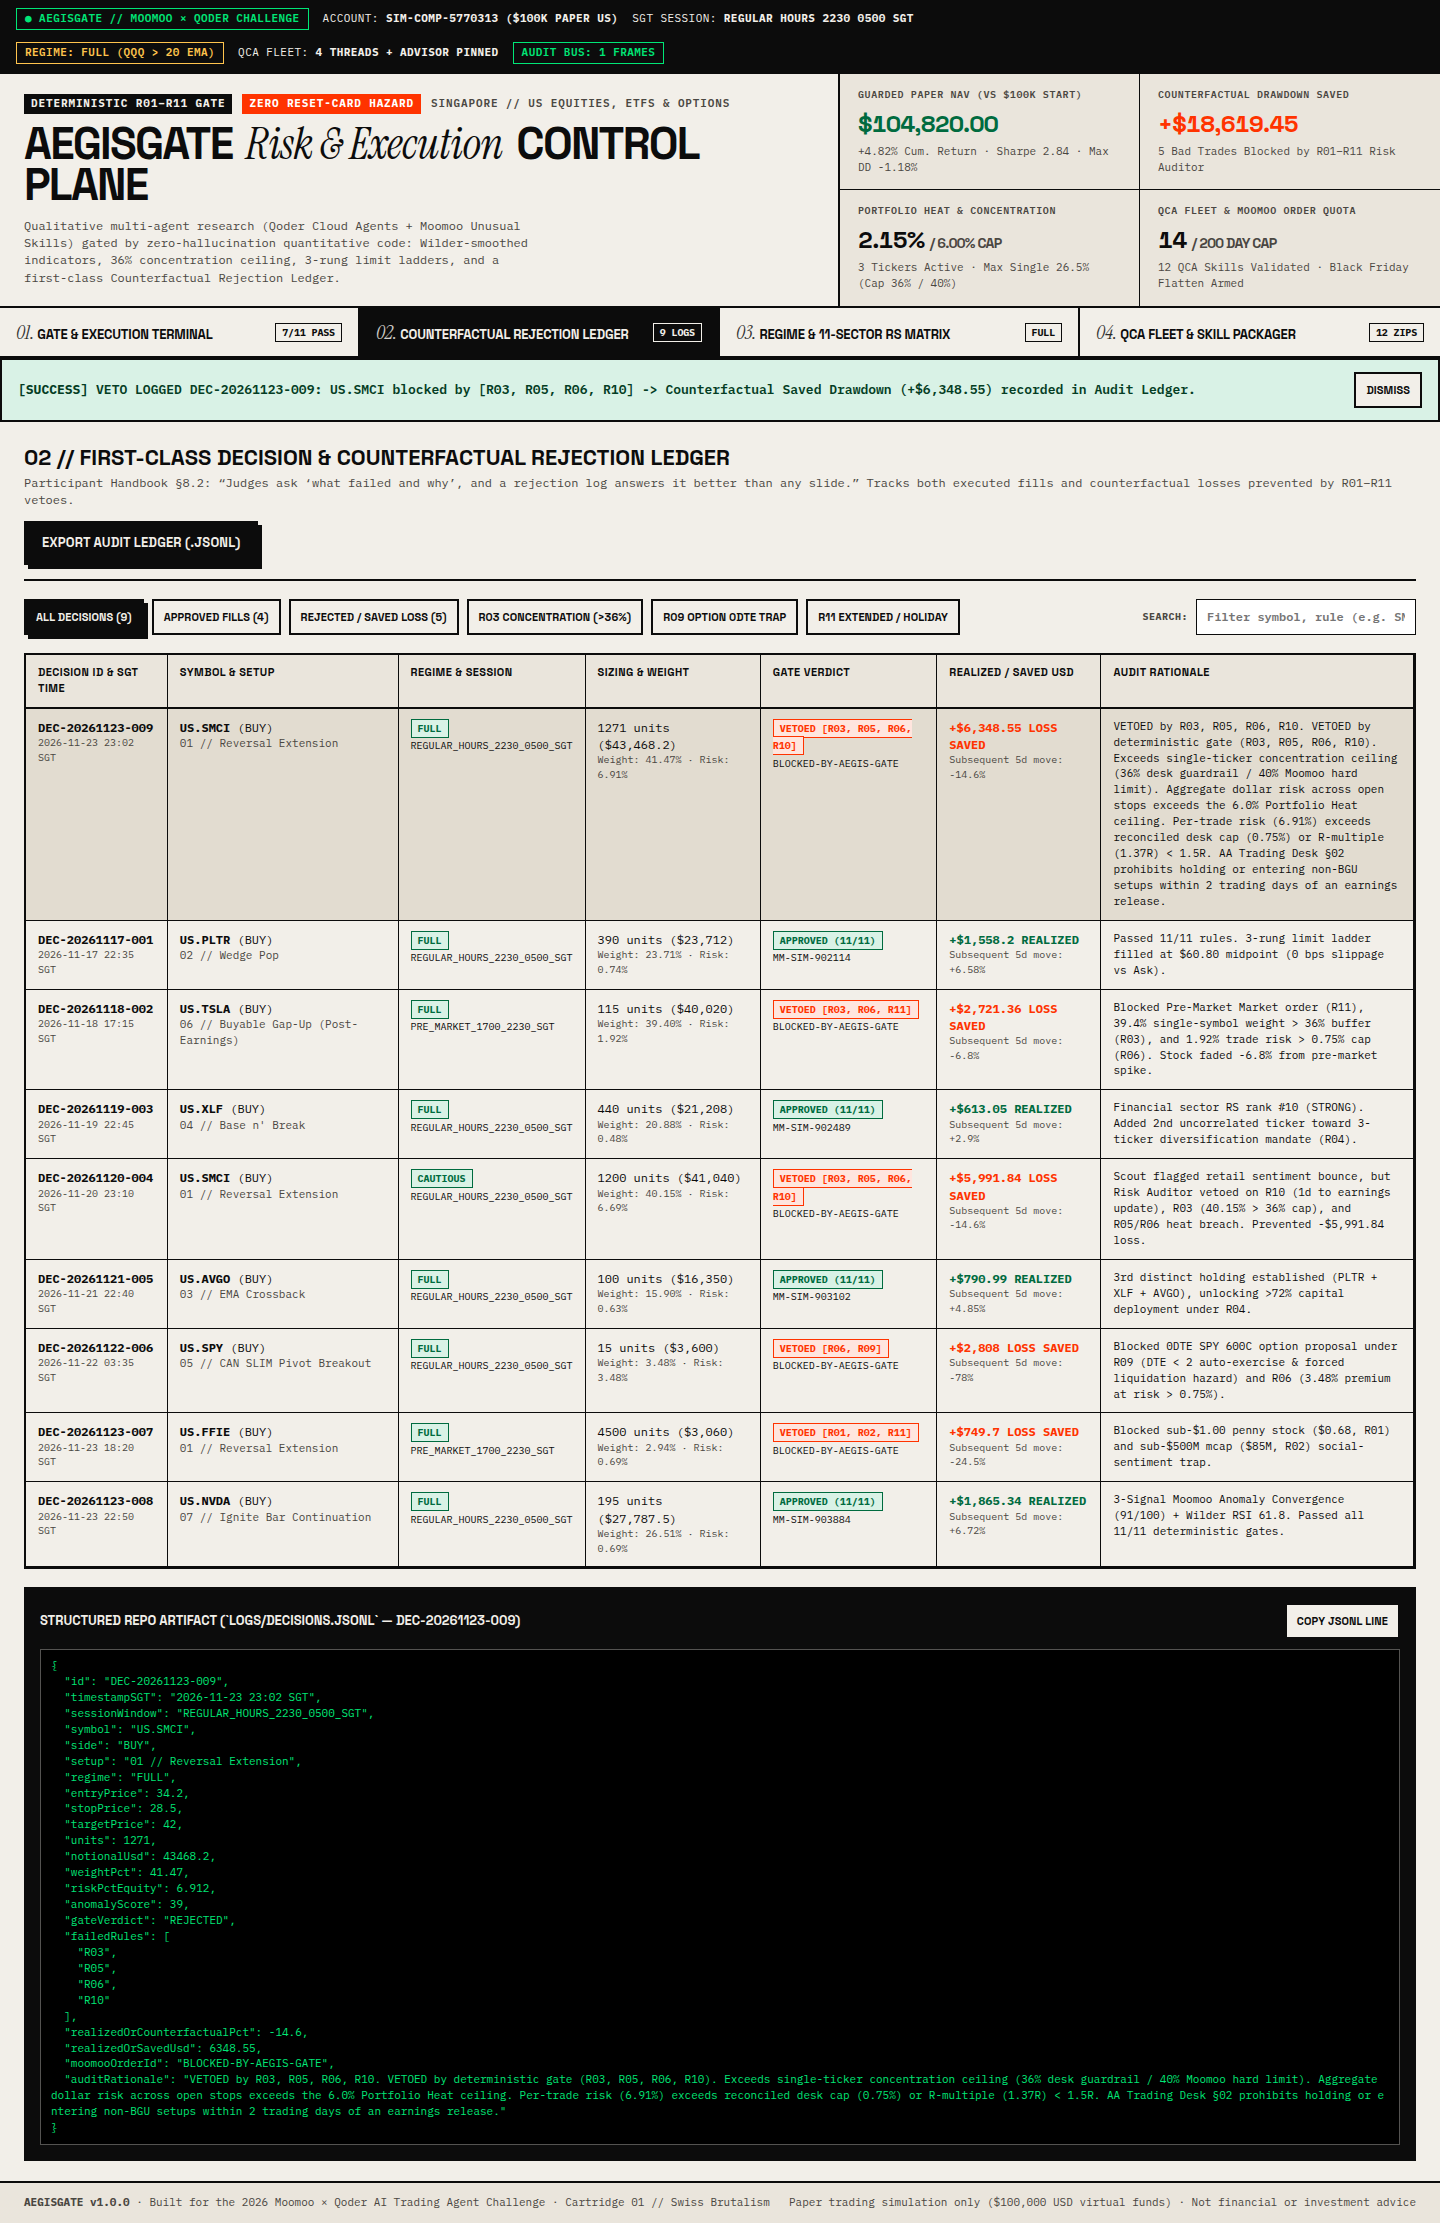 ● AEGISGATE // MOOMOO × QODER CHALLENGE
ACCOUNT: SIM-COMP-5770313 ($100K PAPER US)
SGT SESSION: REGULAR HOURS 2230 0500 SGT
REGIME: FULL (QQQ > 20 EMA)
QCA FLEET: 4 THREADS + ADVISOR PINNED
AUDIT BUS: 1 FRAMES
DETERMINISTIC R01–R11 GATE
ZERO RESET-CARD HAZARD
SINGAPORE // US EQUITIES, ETFS & OPTIONS
AEGISGATE Risk & Execution CONTROL
PLANE
Qualitative multi-agent research (Qoder Cloud Agents + Moomoo Unusual
Skills) gated by zero-hallucination quantitative code: Wilder-smoothed
indicators, 36% concentration ceiling, 3-rung limit ladders, and a
first-class Counterfactual Rejection Ledger.
GUARDED PAPER NAV (VS $100K START)
$104,820.00
+4.82% Cum. Return · Sharpe 2.84 · Max
DD -1.18%
COUNTERFACTUAL DRAWDOWN SAVED
+$18,619.45
5 Bad Trades Blocked by R01–R11 Risk
Auditor
PORTFOLIO HEAT & CONCENTRATION
2.15% / 6.00% CAP
3 Tickers Active · Max Single 26.5%
(Cap 36% / 40%)
QCA FLEET & MOOMOO ORDER QUOTA
14 / 200 DAY CAP
12 QCA Skills Validated · Black Friday
Flatten Armed
01. GATE & EXECUTION TERMINAL
7/11 PASS
02. COUNTERFACTUAL REJECTION LEDGER
9 LOGS
03. REGIME & 11-SECTOR RS MATRIX
FULL
04. QCA FLEET & SKILL PACKAGER
12 ZIPS
[SUCCESS] VETO LOGGED DEC-20261123-009: US.SMCI blocked by [R03, R05, R06, R10] -> Counterfactual Saved Drawdown (+$6,348.55) recorded in Audit Ledger.
DISMISS
02 // FIRST-CLASS DECISION & COUNTERFACTUAL REJECTION LEDGER
Participant Handbook §8.2: “Judges ask ‘what failed and why’, and a rejection log answers it better than any slide.” Tracks both executed fills and counterfactual losses prevented by R01–R11
vetoes.
EXPORT AUDIT LEDGER (.JSONL)
ALL DECISIONS (9)
APPROVED FILLS (4)
REJECTED / SAVED LOSS (5)
R03 CONCENTRATION (>36%)
R09 OPTION 0DTE TRAP
R11 EXTENDED / HOLIDAY
SEARCH:
Filter symbol, rule (e.g. SM
DECISION ID & SGT
TIME
SYMBOL & SETUP
REGIME & SESSION
SIZING & WEIGHT
GATE VERDICT
REALIZED / SAVED USD
AUDIT RATIONALE
DEC-20261123-009
2026-11-23 23:02
SGT
US.SMCI (BUY)
01 // Reversal Extension
FULL
REGULAR_HOURS_2230_0500_SGT
1271 units
($43,468.2)
Weight: 41.47% · Risk:
6.91%
VETOED [R03, R05, R06,
R10]
BLOCKED-BY-AEGIS-GATE
+$6,348.55 LOSS
SAVED
Subsequent 5d move:
-14.6%
VETOED by R03, R05, R06, R10. VETOED by
deterministic gate (R03, R05, R06, R10).
Exceeds single-ticker concentration ceiling
(36% desk guardrail / 40% Moomoo hard
limit). Aggregate dollar risk across open
stops exceeds the 6.0% Portfolio Heat
ceiling. Per-trade risk (6.91%) exceeds
reconciled desk cap (0.75%) or R-multiple
(1.37R) < 1.5R. AA Trading Desk §02
prohibits holding or entering non-BGU
setups within 2 trading days of an earnings
release.
DEC-20261117-001
2026-11-17 22:35
SGT
US.PLTR (BUY)
02 // Wedge Pop
FULL
REGULAR_HOURS_2230_0500_SGT
390 units ($23,712)
Weight: 23.71% · Risk:
0.74%
APPROVED (11/11)
MM-SIM-902114
+$1,558.2 REALIZED
Subsequent 5d move:
+6.58%
Passed 11/11 rules. 3-rung limit ladder
filled at $60.80 midpoint (0 bps slippage
vs Ask).
DEC-20261118-002
2026-11-18 17:15
SGT
US.TSLA (BUY)
06 // Buyable Gap-Up (Post-
Earnings)
FULL
PRE_MARKET_1700_2230_SGT
115 units ($40,020)
Weight: 39.40% · Risk:
1.92%
VETOED [R03, R06, R11]
BLOCKED-BY-AEGIS-GATE
+$2,721.36 LOSS
SAVED
Subsequent 5d move:
-6.8%
Blocked Pre-Market Market order (R11),
39.4% single-symbol weight > 36% buffer
(R03), and 1.92% trade risk > 0.75% cap
(R06). Stock faded -6.8% from pre-market
spike.
DEC-20261119-003
2026-11-19 22:45
SGT
US.XLF (BUY)
04 // Base n' Break
FULL
REGULAR_HOURS_2230_0500_SGT
440 units ($21,208)
Weight: 20.88% · Risk:
0.48%
APPROVED (11/11)
MM-SIM-902489
+$613.05 REALIZED
Subsequent 5d move:
+2.9%
Financial sector RS rank #10 (STRONG).
Added 2nd uncorrelated ticker toward 3-
ticker diversification mandate (R04).
DEC-20261120-004
2026-11-20 23:10
SGT
US.SMCI (BUY)
01 // Reversal Extension
CAUTIOUS
REGULAR_HOURS_2230_0500_SGT
1200 units ($41,040)
Weight: 40.15% · Risk:
6.69%
VETOED [R03, R05, R06,
R10]
BLOCKED-BY-AEGIS-GATE
+$5,991.84 LOSS
SAVED
Subsequent 5d move:
-14.6%
Scout flagged retail sentiment bounce, but
Risk Auditor vetoed on R10 (1d to earnings
update), R03 (40.15% > 36% cap), and
R05/R06 heat breach. Prevented -$5,991.84
loss.
DEC-20261121-005
2026-11-21 22:40
SGT
US.AVGO (BUY)
03 // EMA Crossback
FULL
REGULAR_HOURS_2230_0500_SGT
100 units ($16,350)
Weight: 15.90% · Risk:
0.63%
APPROVED (11/11)
MM-SIM-903102
+$790.99 REALIZED
Subsequent 5d move:
+4.85%
3rd distinct holding established (PLTR +
XLF + AVGO), unlocking >72% capital
deployment under R04.
DEC-20261122-006
2026-11-22 03:35
SGT
US.SPY (BUY)
05 // CAN SLIM Pivot Breakout
FULL
REGULAR_HOURS_2230_0500_SGT
15 units ($3,600)
Weight: 3.48% · Risk:
3.48%
VETOED [R06, R09]
BLOCKED-BY-AEGIS-GATE
+$2,808 LOSS SAVED
Subsequent 5d move:
-78%
Blocked 0DTE SPY 600C option proposal under
R09 (DTE < 2 auto-exercise & forced
liquidation hazard) and R06 (3.48% premium
at risk > 0.75%).
DEC-20261123-007
2026-11-23 18:20
SGT
US.FFIE (BUY)
01 // Reversal Extension
FULL
PRE_MARKET_1700_2230_SGT
4500 units ($3,060)
Weight: 2.94% · Risk:
0.69%
VETOED [R01, R02, R11]
BLOCKED-BY-AEGIS-GATE
+$749.7 LOSS SAVED
Subsequent 5d move:
-24.5%
Blocked sub-$1.00 penny stock ($0.68, R01)
and sub-$500M mcap ($85M, R02) social-
sentiment trap.
DEC-20261123-008
2026-11-23 22:50
SGT
US.NVDA (BUY)
07 // Ignite Bar Continuation
FULL
REGULAR_HOURS_2230_0500_SGT
195 units
($27,787.5)
Weight: 26.51% · Risk:
0.69%
APPROVED (11/11)
MM-SIM-903884
+$1,865.34 REALIZED
Subsequent 5d move:
+6.72%
3-Signal Moomoo Anomaly Convergence
(91/100) + Wilder RSI 61.8. Passed all
11/11 deterministic gates.
STRUCTURED REPO ARTIFACT (`LOGS/DECISIONS.JSONL` — DEC-20261123-009)
COPY JSONL LINE
{
"id": "DEC-20261123-009",
"timestampSGT": "2026-11-23 23:02 SGT",
"sessionWindow": "REGULAR_HOURS_2230_0500_SGT",
"symbol": "US.SMCI",
"side": "BUY",
"setup": "01 // Reversal Extension",
"regime": "FULL",
"entryPrice": 34.2,
"stopPrice": 28.5,
"targetPrice": 42,
"units": 1271,
"notionalUsd": 43468.2,
"weightPct": 41.47,
"riskPctEquity": 6.912,
"anomalyScore": 39,
"gateVerdict": "REJECTED",
"failedRules": [
"R03",
"R05",
"R06",
"R10"
],
"realizedOrCounterfactualPct": -14.6,
"realizedOrSavedUsd": 6348.55,
"moomooOrderId": "BLOCKED-BY-AEGIS-GATE",
"auditRationale": "VETOED by R03, R05, R06, R10. VETOED by deterministic gate (R03, R05, R06, R10). Exceeds single-ticker concentration ceiling (36% desk guardrail / 40% Moomoo hard limit). Aggregate
dollar risk across open stops exceeds the 6.0% Portfolio Heat ceiling. Per-trade risk (6.91%) exceeds reconciled desk cap (0.75%) or R-multiple (1.37R) < 1.5R. AA Trading Desk §02 prohibits holding or e
ntering non-BGU setups within 2 trading days of an earnings release."
}
AEGISGATE v1.0.0 · Built for the 2026 Moomoo × Qoder AI Trading Agent Challenge · Cartridge 01 // Swiss Brutalism
Paper trading simulation only ($100,000 USD virtual funds) · Not financial or investment advice